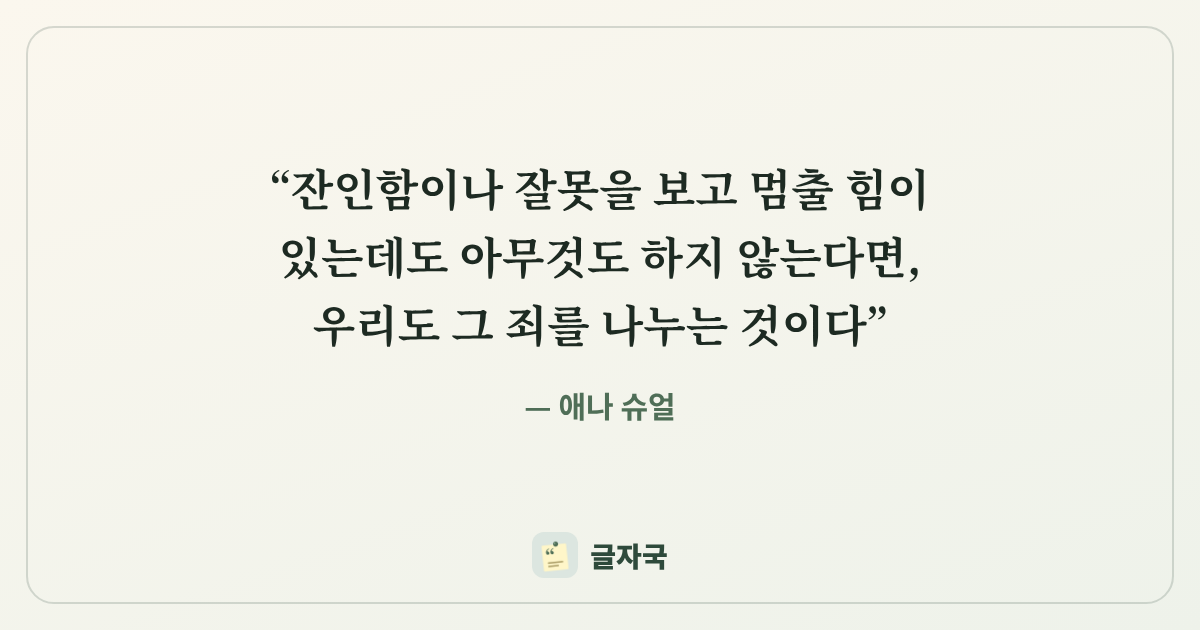 “잔인함이나 잘못을 보고 멈출 힘이
있는데도 아무것도 하지 않는다면,
우리도 그 죄를 나누는 것이다”
— 애나 슈얼
글자국